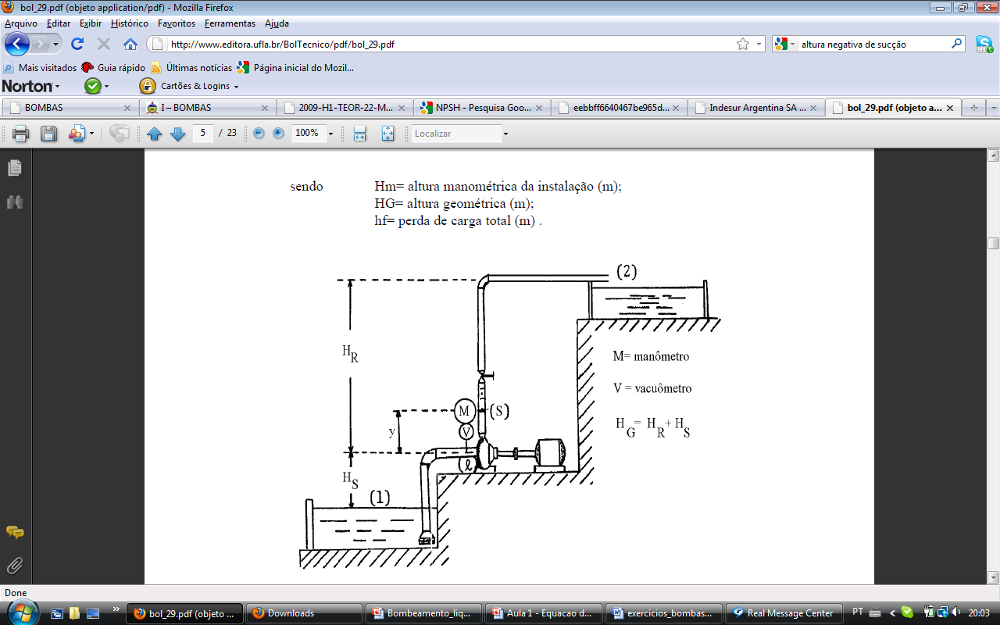 bol_29.pdf (objeto application/pdf) - Mozilla Firefox
Arquivo Editar Exibir Histórico Favoritos Ferramentas Ajuda
http://www.editora.ufla.br/BolTecnico/pdf/bol_29.pdf
altura negativa de sucção
Mais visitados Guia rápido Últimas notícias Página inicial do Mozil...
Norton Cartões & Logins
BOMBAS I – BOMBAS 2009-H1-TEOR-22-M... NPSH - Pesquisa Goo... eebbff6640467be965d... Indesur Argentina SA ... bol_29.pdf (objeto a...
5 / 23 100% Localizar
sendo Hm= altura manométrica da instalação (m);
HG= altura geométrica (m);
hf= perda de carga total (m) .
(2)
H_R
M= manômetro
V = vacuômetro
M (S)
y V
H_G= H_R+ H_S
(ℓ)
H_S
(1)
Done
bol_29.pdf (objeto ... Downloads Bombeamento_liq... Aula 1 - Equacao d... exercicios_bombas... Real Message Center PT 20:03